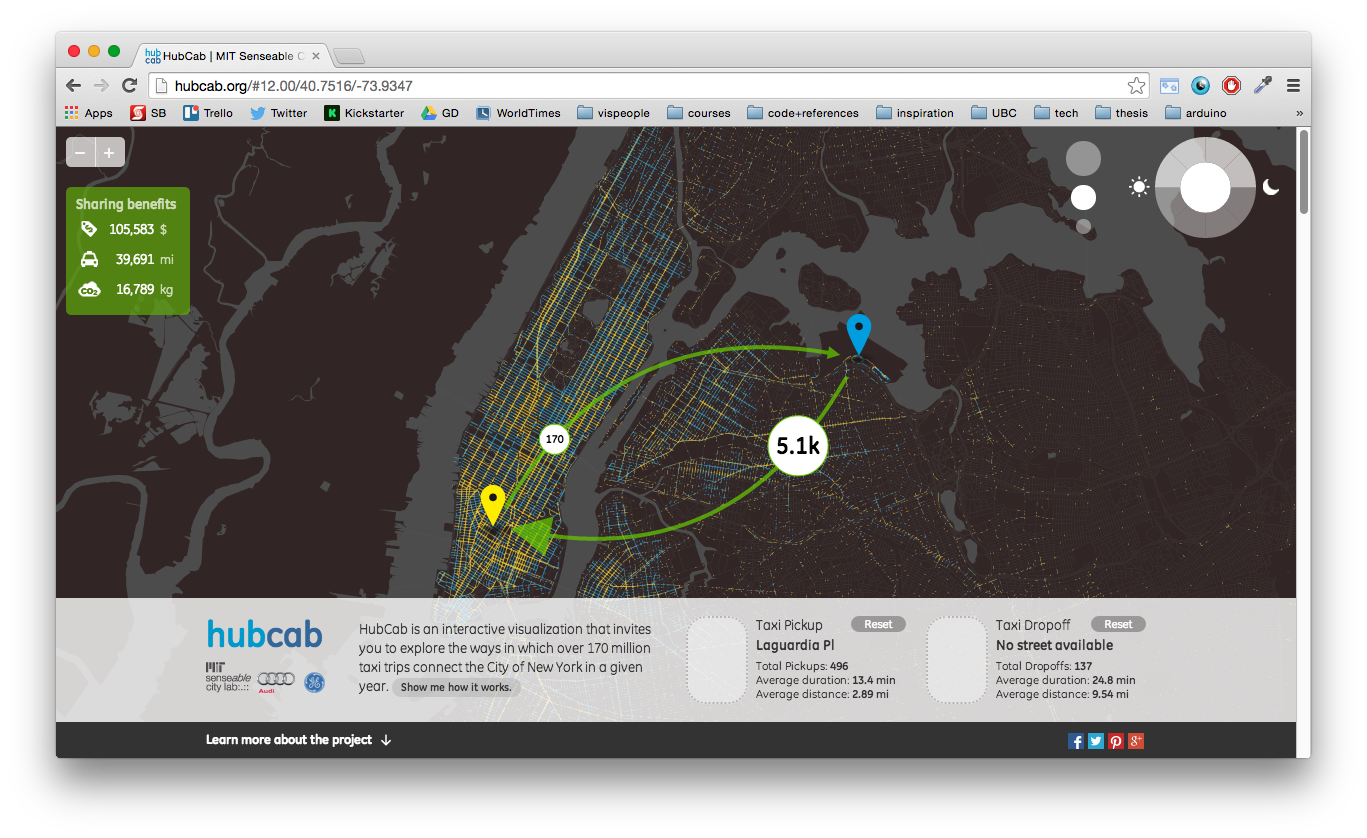 hub
cab
HubCab | MIT Senseable C
hubcab.org/#12.00/40.7516/-73.9347
Apps SB Trello Twitter Kickstarter GD WorldTimes vispeople courses code+references inspiration UBC tech thesis arduino »
− +
Sharing benefits
105,583 $
39,691 mi
CO2 16,789 kg
170
5.1k
hubcab
MIT
senseable
city lab:.::
Audi
HubCab is an interactive visualization that invites
you to explore the ways in which over 170 million
taxi trips connect the City of New York in a given
year. Show me how it works.
Taxi Pickup Reset
Laguardia Pl
Total Pickups: 496
Average duration: 13.4 min
Average distance: 2.89 mi
Taxi Dropoff Reset
No street available
Total Dropoffs: 137
Average duration: 24.8 min
Average distance: 9.54 mi
Learn more about the project ↓